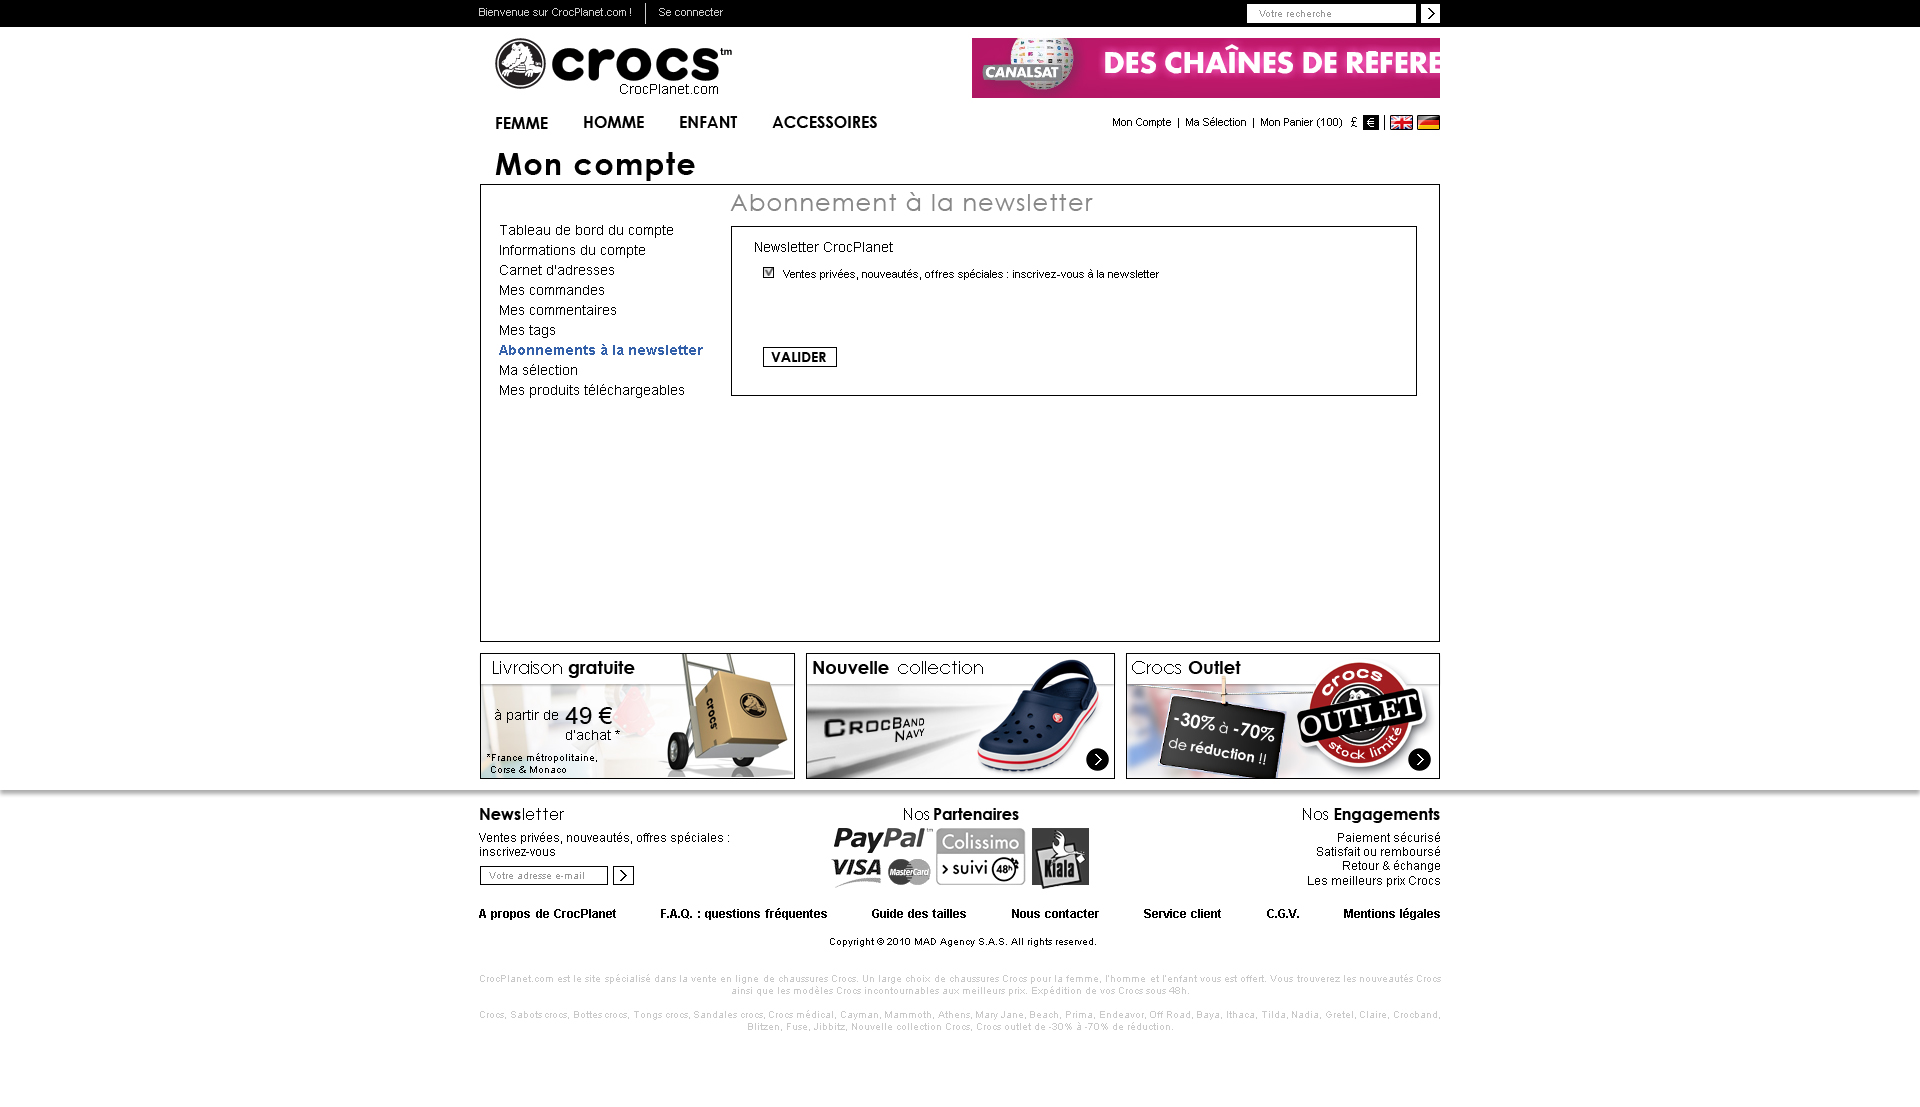 Bienvenue sur CrocPlanet.com !
Se connecter
Votre recherche
crocs™
CrocPlanet.com
CANALSAT
DES CHAÎNES DE RÉFÉRE
FEMME HOMME ENFANT ACCESSOIRES
Mon Compte | Ma Sélection | Mon Panier (100) £ € |
Mon compte
Abonnement à la newsletter
Tableau de bord du compte
Informations du compte
Carnet d'adresses
Mes commandes
Mes commentaires
Mes tags
Abonnements à la newsletter
Ma sélection
Mes produits téléchargeables
Newsletter CrocPlanet
Ventes privées, nouveautés, offres spéciales : inscrivez-vous à la newsletter
VALIDER
Livraison gratuite
à partir de 49 €
d'achat *
*France métropolitaine,
Corse & Monaco
crocs
Nouvelle collection
CROCBAND
NAVY
Crocs Outlet
-30% à -70%
de réduction !!
crocs
OUTLET
stock limité
Newsletter
Ventes privées, nouveautés, offres spéciales :
inscrivez-vous
Votre adresse e-mail
Nos Partenaires
PayPal™
VISA
MasterCard
Colissimo
> suivi 48h
Kiala
Nos Engagements
Paiement sécurisé
Satisfait ou remboursé
Retour & échange
Les meilleurs prix Crocs
A propos de CrocPlanet
F.A.Q. : questions fréquentes
Guide des tailles
Nous contacter
Service client
C.G.V.
Mentions légales
Copyright © 2010 MAD Agency S.A.S. All rights reserved.
CrocPlanet.com est le site spécialisé dans la vente en ligne de chaussures Crocs. Un large choix de chaussures Crocs pour la femme, l'homme et l'enfant vous est offert. Vous trouverez les nouveautés Crocs
ainsi que les modèles Crocs incontournables aux meilleurs prix. Expédition de vos Crocs sous 48h.
Crocs, Sabots crocs, Bottes crocs, Tongs crocs, Sandales crocs, Crocs médical, Cayman, Mammoth, Athens, Mary Jane, Beach, Prima, Endeavor, Off Road, Baya, Ithaca, Tilda, Nadia, Gretel, Claire, Crocband,
Blitzen, Fuse, Jibbitz, Nouvelle collection Crocs, Crocs outlet de -30% à -70% de réduction.